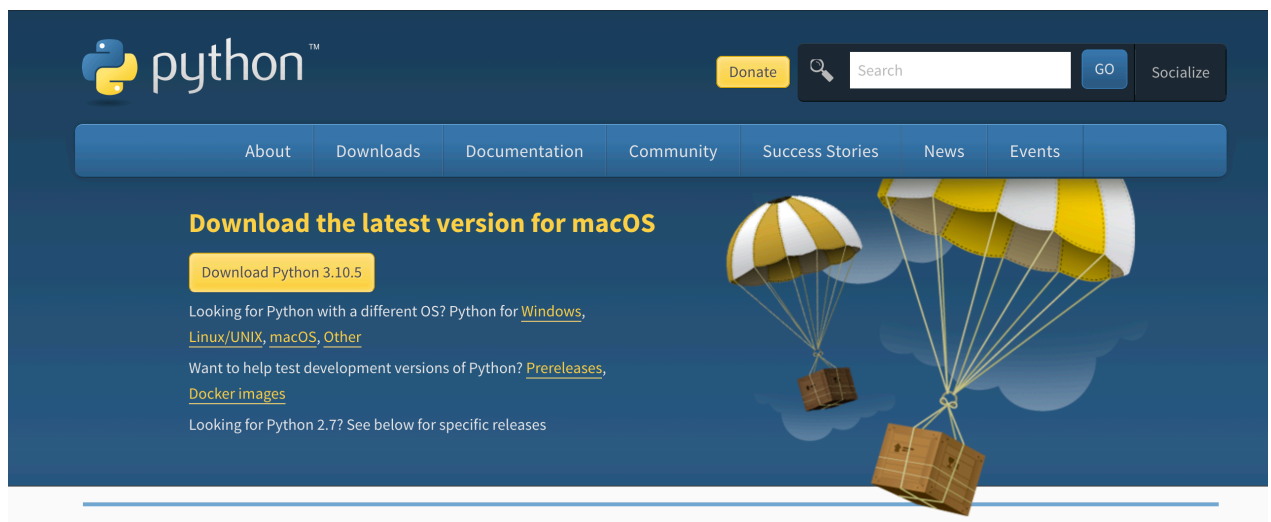 python™
Donate
Search
GO
Socialize
About Downloads Documentation Community Success Stories News Events
Download the latest version for macOS
Download Python 3.10.5
Looking for Python with a different OS? Python for Windows,
Linux/UNIX, macOS, Other
Want to help test development versions of Python? Prereleases,
Docker images
Looking for Python 2.7? See below for specific releases